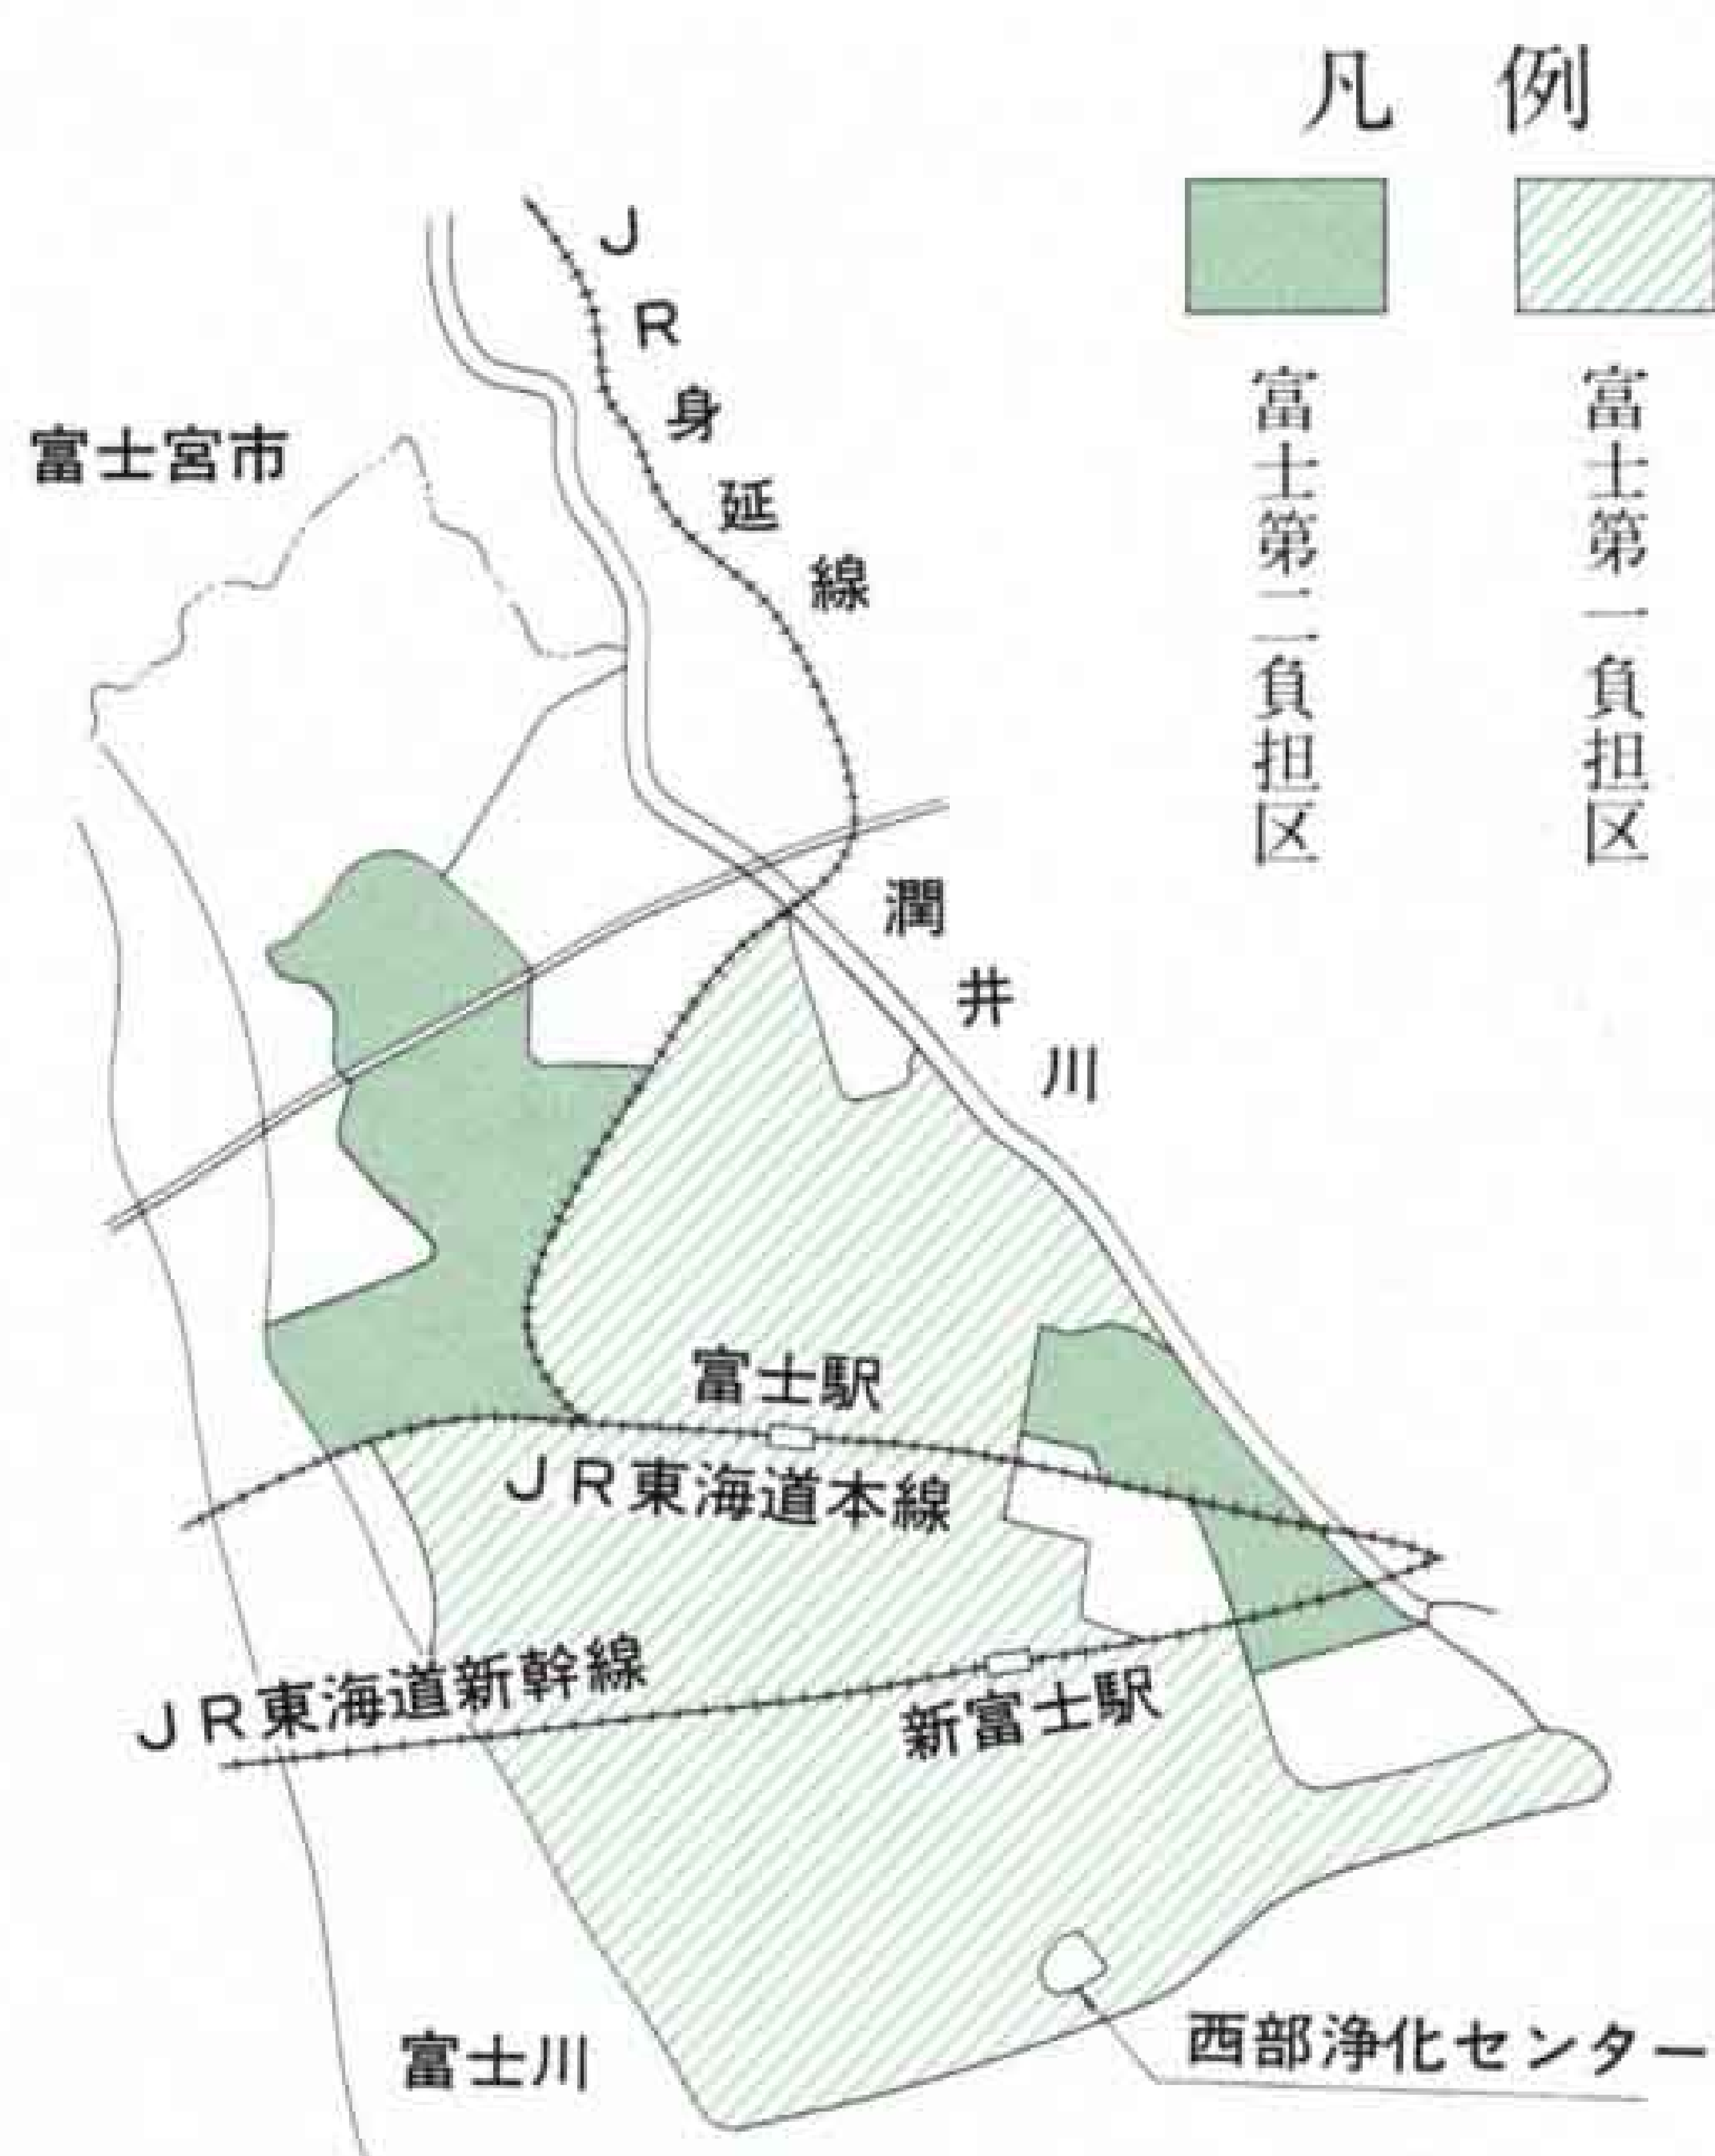 凡例
富士第一負担区
富士第二負担区
JR身延線
富士宮市
潤井川
富士駅
JR東海道本線
JR東海道新幹線
新富士駅
富士川
西部浄化センター